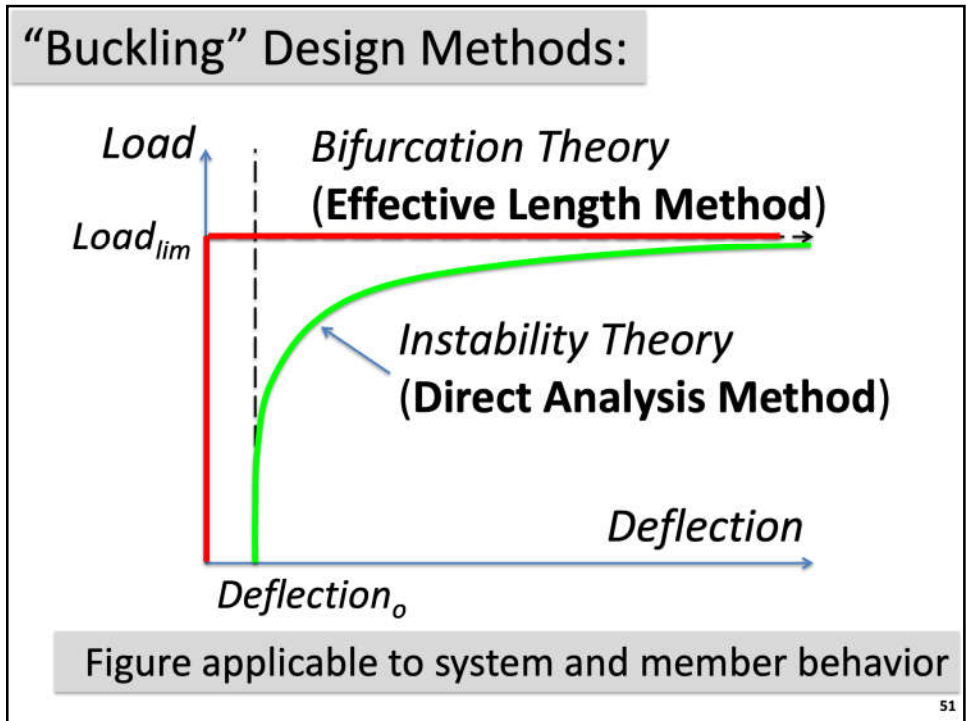 “Buckling” Design Methods:
Load
Bifurcation Theory
(Effective Length Method)
Load_lim
Instability Theory
(Direct Analysis Method)
Deflection
Deflection_o
Figure applicable to system and member behavior
51